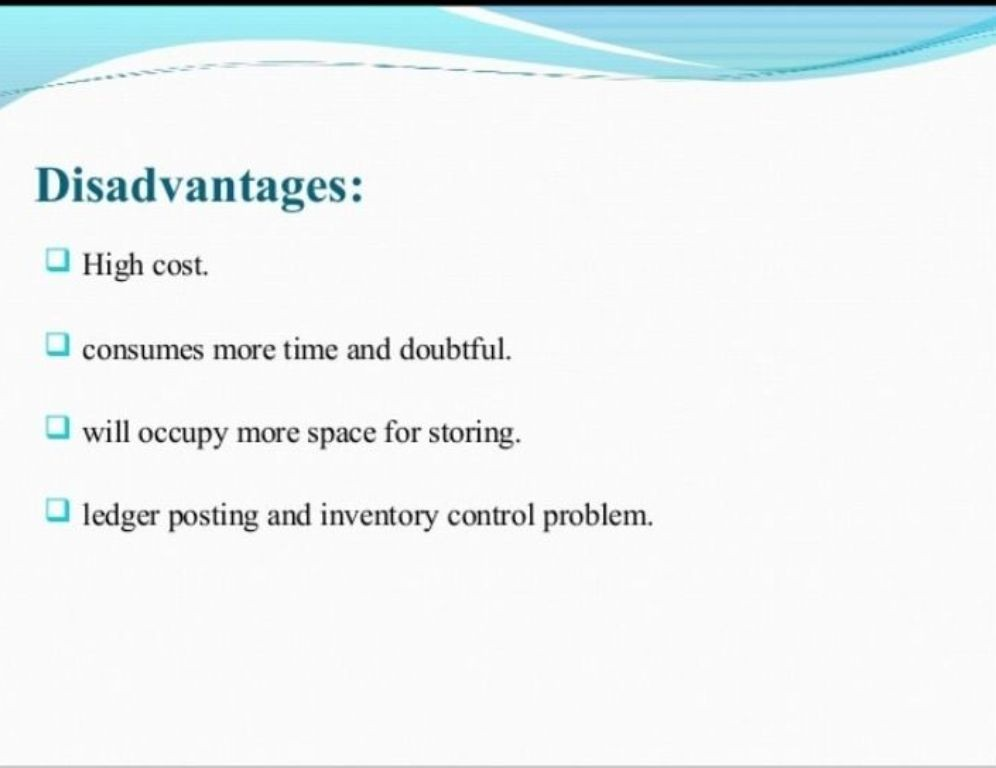 Disadvantages:
High cost.
consumes more time and doubtful.
will occupy more space for storing.
ledger posting and inventory control problem.